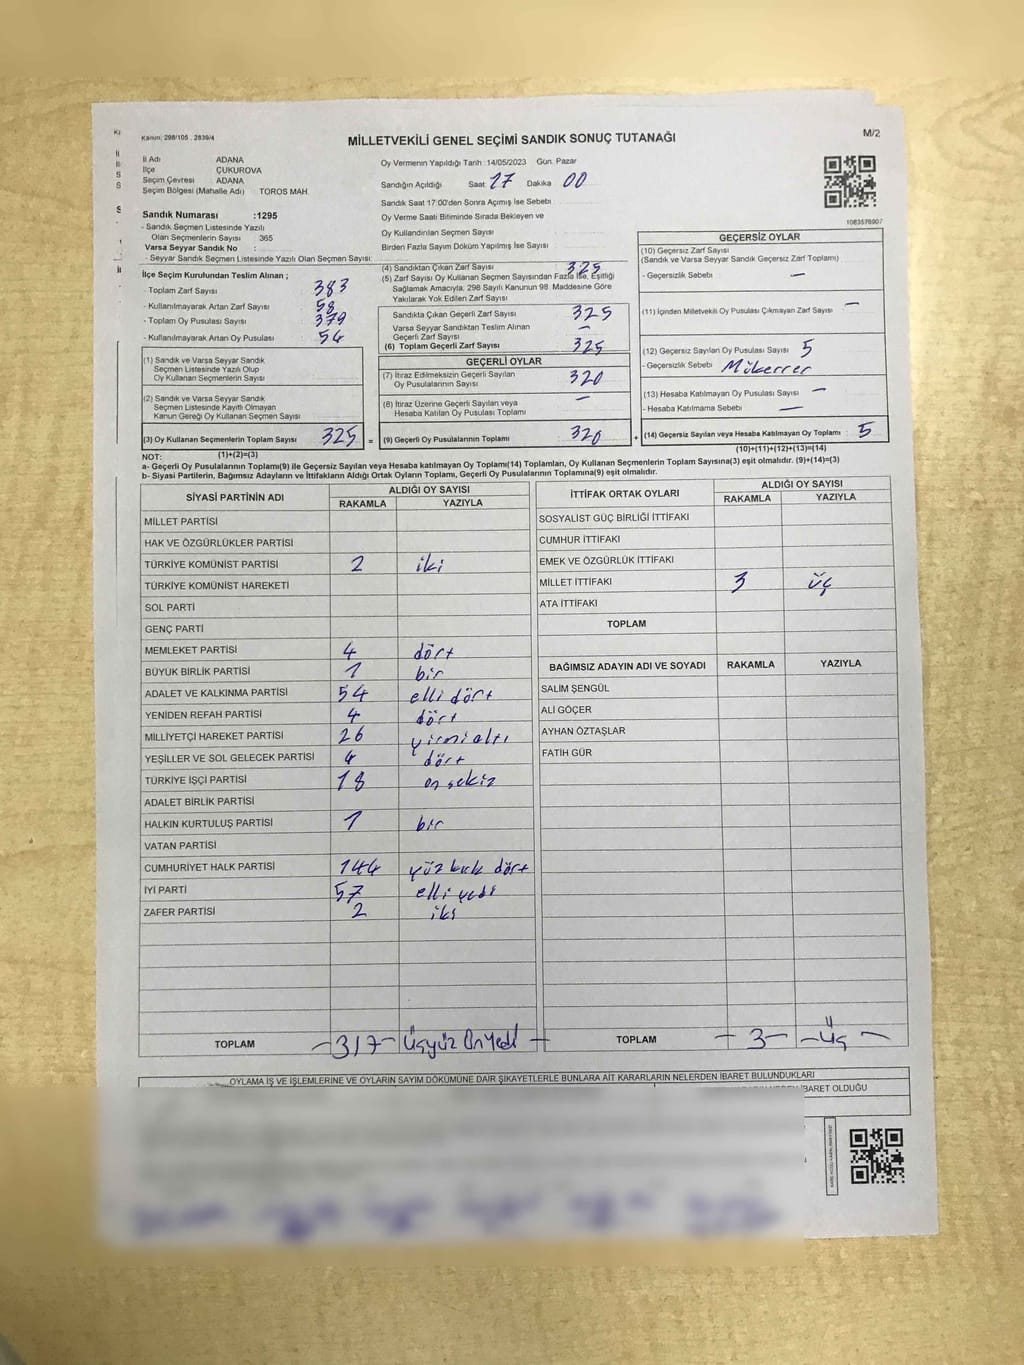 Kanun; 298/105 , 2839/4
MİLLETVEKİLİ GENEL SEÇİMİ SANDIK SONUÇ TUTANAĞI
M/2
İl Adı ADANA
İlçe ÇUKUROVA
Seçim Çevresi ADANA
Seçim Bölgesi (Mahalle Adı) TOROS MAH.
Sandık Numarası :1295
- Sandık Seçmen Listesinde Yazılı
Olan Seçmenlerin Sayısı 365
Varsa Seyyar Sandık No :
- Seyyar Sandık Seçmen Listesinde Yazılı Olan Seçmen Sayısı:
Oy Vermenin Yapıldığı Tarih :14/05/2023 Gün: Pazar
Sandığın Açıldığı Saat 17 Dakika 00
Sandık Saat 17:00'den Sonra Açımış İse Sebebi
Oy Verme Saati Bitiminde Sırada Bekleyen ve
Oy Kullandırılan Seçmen Sayısı
Birden Fazla Sayım Döküm Yapılmış İse Sayısı
1083576907
İlçe Seçim Kurulundan Teslim Alınan ;
- Toplam Zarf Sayısı 383
- Kullanılmayarak Artan Zarf Sayısı 58
- Toplam Oy Pusulası Sayısı 379
- Kullanılmayarak Artan Oy Pusulası 54
(1) Sandık ve Varsa Seyyar Sandık
Seçmen Listesinde Yazılı Olup
Oy Kullanan Seçmenlerin Sayısı
(2) Sandık ve Varsa Seyyar Sandık
Seçmen Listesinde Kayıtlı Olmayan
Kanun Gereği Oy Kullanan Seçmen Sayısı
(3) Oy Kullanan Seçmenlerin Toplam Sayısı 325 =
(1)+(2)=(3)
(4) Sandıktan Çıkan Zarf Sayısı 325
(5) Zarf Sayısı Oy Kullanan Seçmen Sayısından Fazla İse, Eşitliği
Sağlamak Amacıyla, 298 Sayılı Kanunun 98. Maddesine Göre
Yakılarak Yok Edilen Zarf Sayısı
Sandıkta Çıkan Geçerli Zarf Sayısı 325
Varsa Seyyar Sandıktan Teslim Alınan
Geçerli Zarf Sayısı —
(6) Toplam Geçerli Zarf Sayısı 325
GEÇERLİ OYLAR
(7) İtiraz Edilmeksizin Geçerli Sayılan
Oy Pusulalarının Sayısı 320
(8) İtiraz Üzerine Geçerli Sayılan veya
Hesaba Katılan Oy Pusulası Toplamı —
(9) Geçerli Oy Pusulalarının Toplamı 320 +
GEÇERSİZ OYLAR
(10) Geçersiz Zarf Sayısı
(Sandık ve Varsa Seyyar Sandık Geçersiz Zarf Toplamı)
- Geçersizlik Sebebi : —
(11) İçinden Milletvekili Oy Pusulası Çıkmayan Zarf Sayısı : —
(12) Geçersiz Sayılan Oy Pusulası Sayısı : 5
- Geçersizlik Sebebi : Mükerrer
(13) Hesaba Katılmayan Oy Pusulası Sayısı : —
- Hesaba Katılmama Sebebi : —
(14) Geçersiz Sayılan veya Hesaba Katılmayan Oy Toplamı : 5
(10)+(11)+(12)+(13)=(14)
NOT:
a- Geçerli Oy Pusulalarının Toplamı(9) ile Geçersiz Sayılan veya Hesaba katılmayan Oy Toplamı(14) Toplamları, Oy Kullanan Seçmenlerin Toplam Sayısına(3) eşit olmalıdır. (9)+(14)=(3)
b- Siyasi Partilerin, Bağımsız Adayların ve İttifakların Aldığı Ortak Oyların Toplamı, Geçerli Oy Pusulalarının Toplamına(9) eşit olmalıdır.
SİYASİ PARTİNİN ADI ALDIĞI OY SAYISI
RAKAMLA YAZIYLA
MİLLET PARTİSİ
HAK VE ÖZGÜRLÜKLER PARTİSİ
TÜRKİYE KOMÜNİST PARTİSİ 2 iki
TÜRKİYE KOMÜNİST HAREKETİ
SOL PARTİ
GENÇ PARTİ
MEMLEKET PARTİSİ 4 dört
BÜYÜK BİRLİK PARTİSİ 1 bir
ADALET VE KALKINMA PARTİSİ 54 elli dört
YENİDEN REFAH PARTİSİ 4 dört
MİLLİYETÇİ HAREKET PARTİSİ 26 yirmi altı
YEŞİLLER VE SOL GELECEK PARTİSİ 4 dört
TÜRKİYE İŞÇİ PARTİSİ 18 on sekiz
ADALET BİRLİK PARTİSİ
HALKIN KURTULUŞ PARTİSİ 1 bir
VATAN PARTİSİ
CUMHURİYET HALK PARTİSİ 144 yüz kırk dört
İYİ PARTİ 57 elli yedi
ZAFER PARTİSİ 2 iki
TOPLAM — 317 — Üçyüz Onyedi —
İTTİFAK ORTAK OYLARI ALDIĞI OY SAYISI
RAKAMLA YAZIYLA
SOSYALİST GÜÇ BİRLİĞİ İTTİFAKI
CUMHUR İTTİFAKI
EMEK VE ÖZGÜRLÜK İTTİFAKI
MİLLET İTTİFAKI 3 üç
ATA İTTİFAKI
TOPLAM
BAĞIMSIZ ADAYIN ADI VE SOYADI RAKAMLA YAZIYLA
SALİM ŞENGÜL
ALİ GÖÇER
AYHAN ÖZTAŞLAR
FATİH GÜR
TOPLAM — 3 — — Üç —
OYLAMA İŞ VE İŞLEMLERİNE VE OYLARIN SAYIM DÖKÜMÜNE DAİR ŞİKAYETLERLE BUNLARA AİT KARARLARIN NELERDEN İBARET BULUNDUKLARI
İBARET OLDUĞU